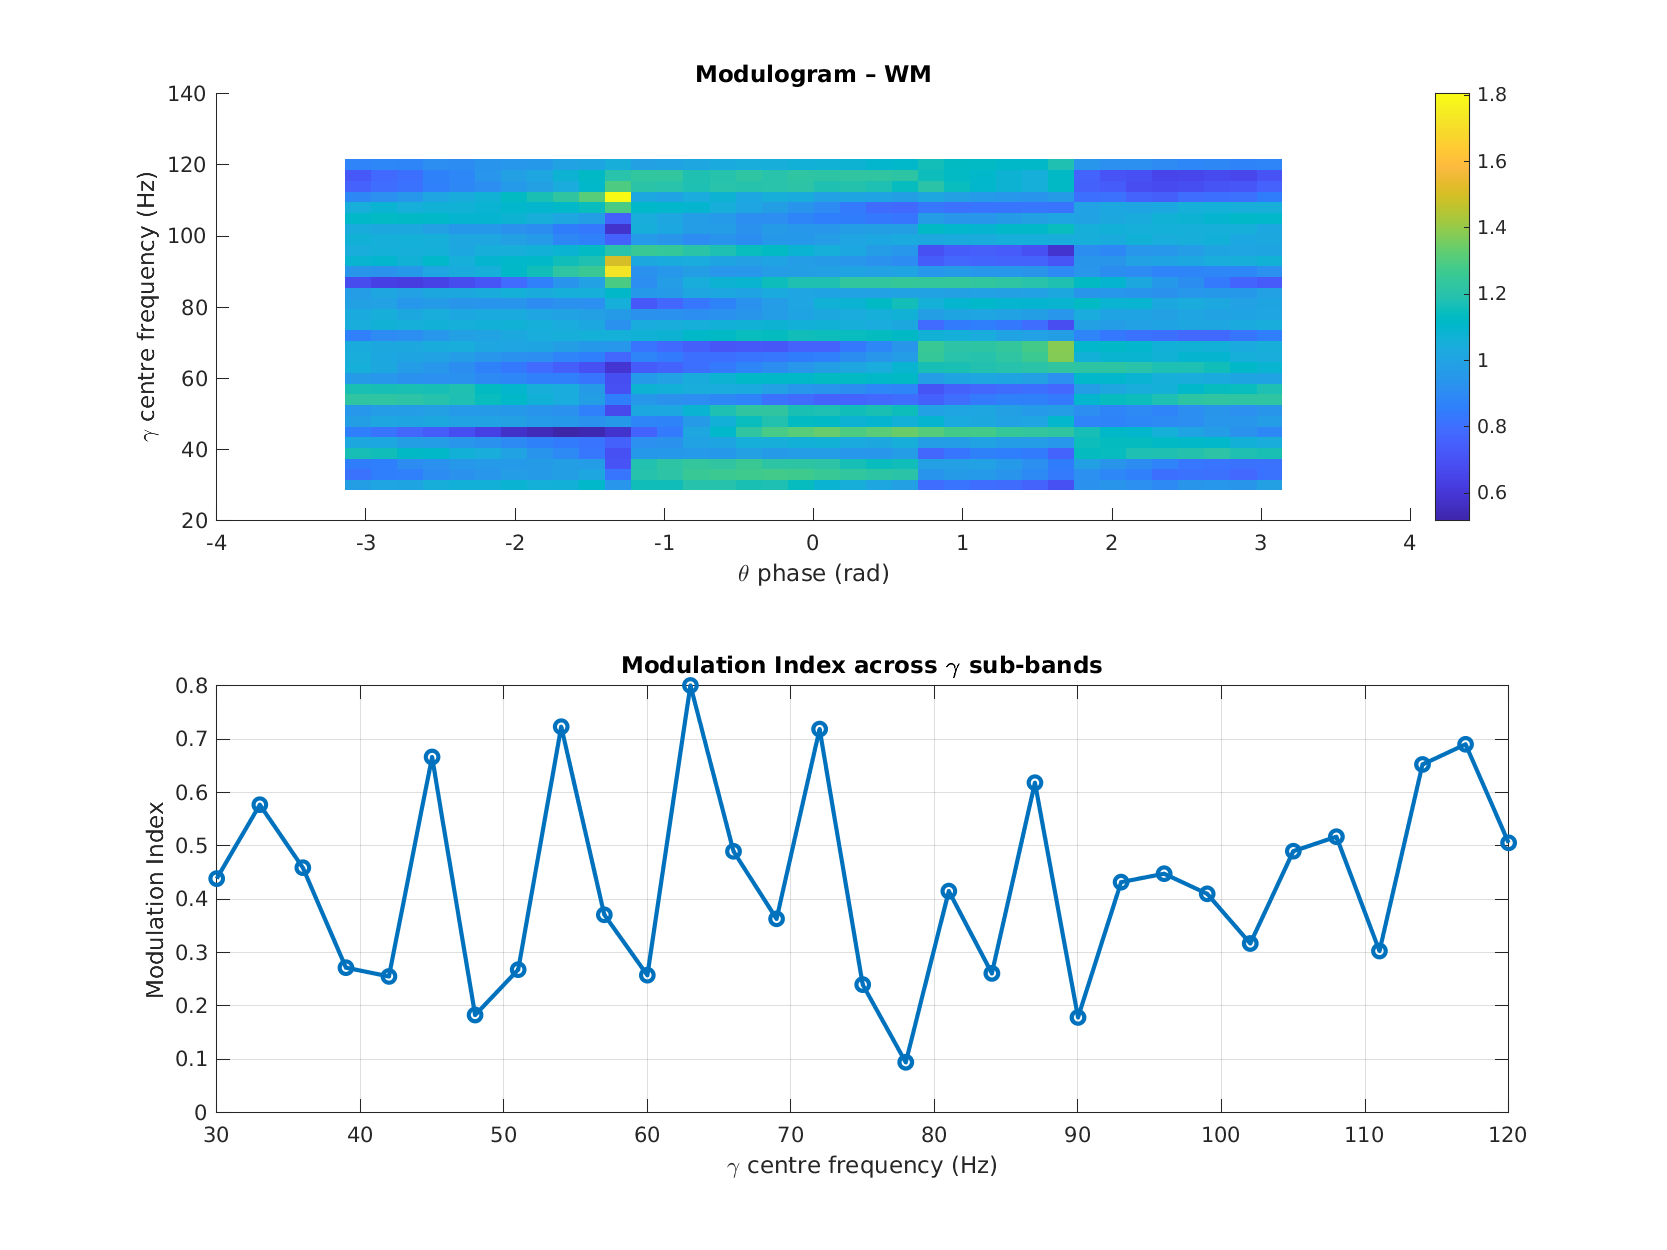 Modulogram – WM
γ centre frequency (Hz)
140
120
100
80
60
40
20
-4 -3 -2 -1 0 1 2 3 4
θ phase (rad)
1.8
1.6
1.4
1.2
1
0.8
0.6
Modulation Index across γ sub-bands
Modulation Index
0.8
0.7
0.6
0.5
0.4
0.3
0.2
0.1
0
30 40 50 60 70 80 90 100 110 120
γ centre frequency (Hz)